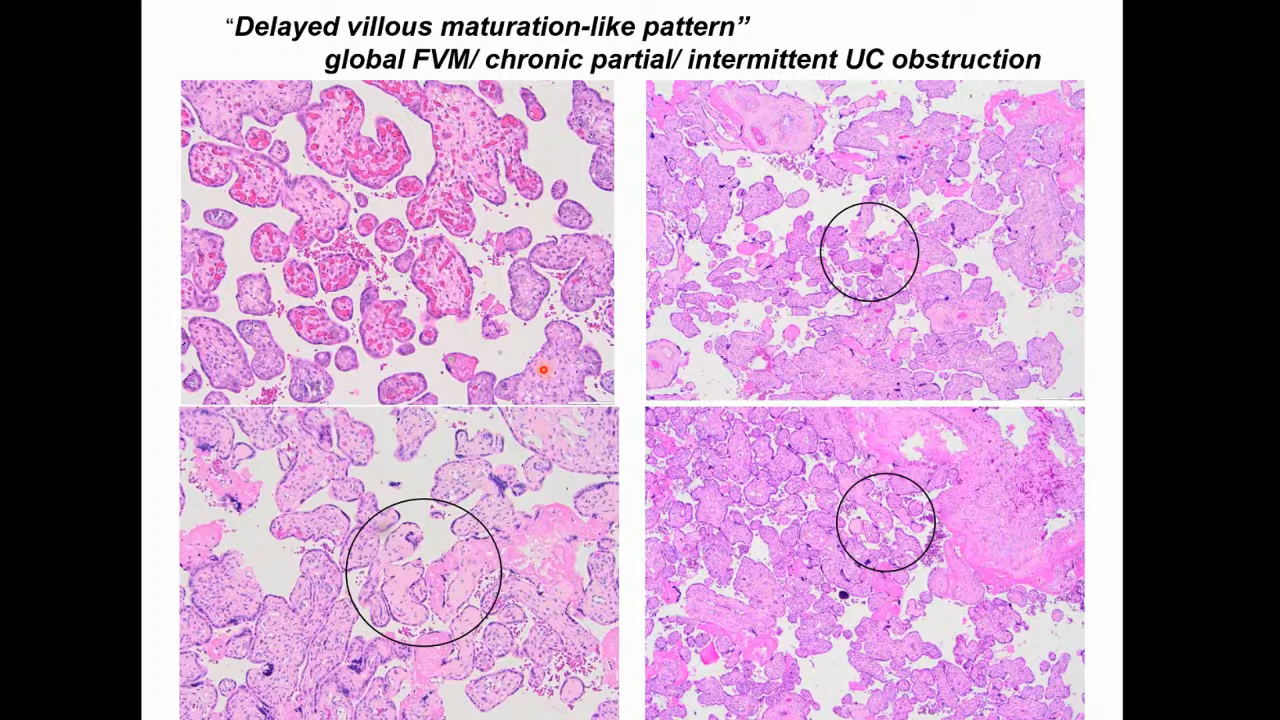 “Delayed villous maturation-like pattern”
global FVM/ chronic partial/ intermittent UC obstruction